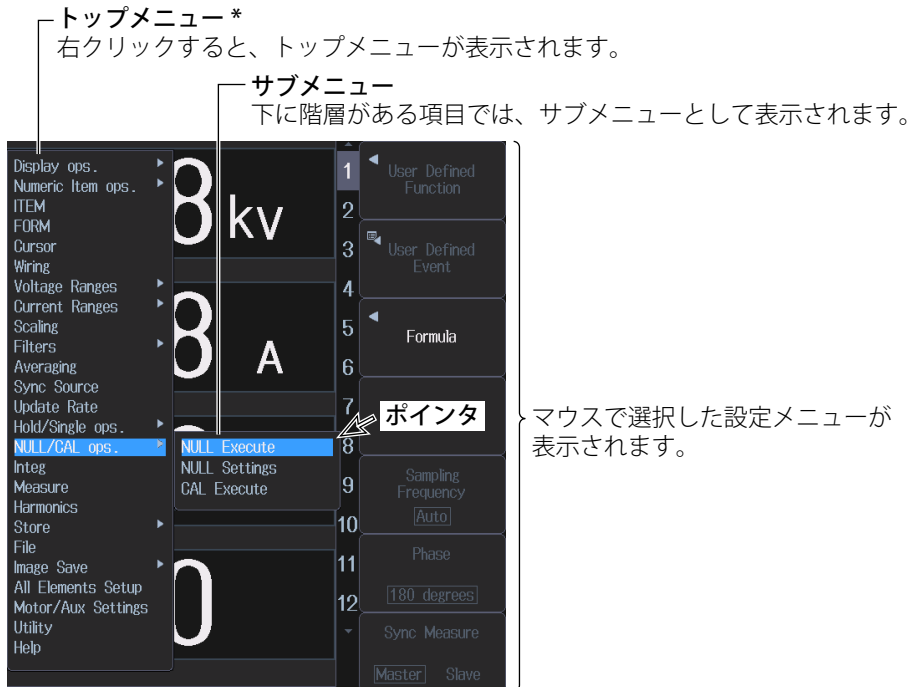 トップメニュー *
右クリックすると、トップメニューが表示されます。
サブメニュー
下に階層がある項目では、サブメニューとして表示されます。
Display ops.
Numeric Item ops.
ITEM
FORM
Cursor
Wiring
Voltage Ranges
Current Ranges
Scaling
Filters
Averaging
Sync Source
Update Rate
Hold/Single ops.
NULL/CAL ops.
Integ
Measure
Harmonics
Store
File
Image Save
All Elements Setup
Motor/Aux Settings
Utility
Help
NULL Execute
NULL Settings
CAL Execute
ポインタ
8 kV
8 A
0
1
2
3
4
5
6
7
8
9
10
11
12
User Defined
Function
User Defined
Event
Formula
Sampling
Frequency
Auto
Phase
180 degrees
Sync Measure
Master Slave
マウスで選択した設定メニューが
表示されます。